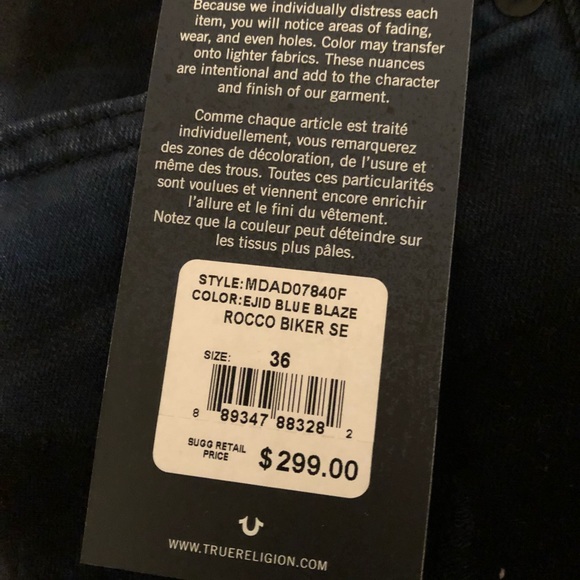 Because we individually distress each
item, you will notice areas of fading,
wear, and even holes. Color may transfer
onto lighter fabrics. These nuances
are intentional and add to the character
and finish of our garment.
Comme chaque article est traité
individuellement, vous remarquerez
des zones de décoloration, de l'usure et
même des trous. Toutes ces particularités
sont voulues et viennent encore enrichir
l'allure et le fini du vêtement.
Notez que la couleur peut déteindre sur
les tissus plus pâles.
STYLE:MDAD07840F
COLOR:EJID BLUE BLAZE
ROCCO BIKER SE
SIZE: 36
8 89347 88328 2
SUGG RETAIL
PRICE $299.00
WWW.TRUERELIGION.COM